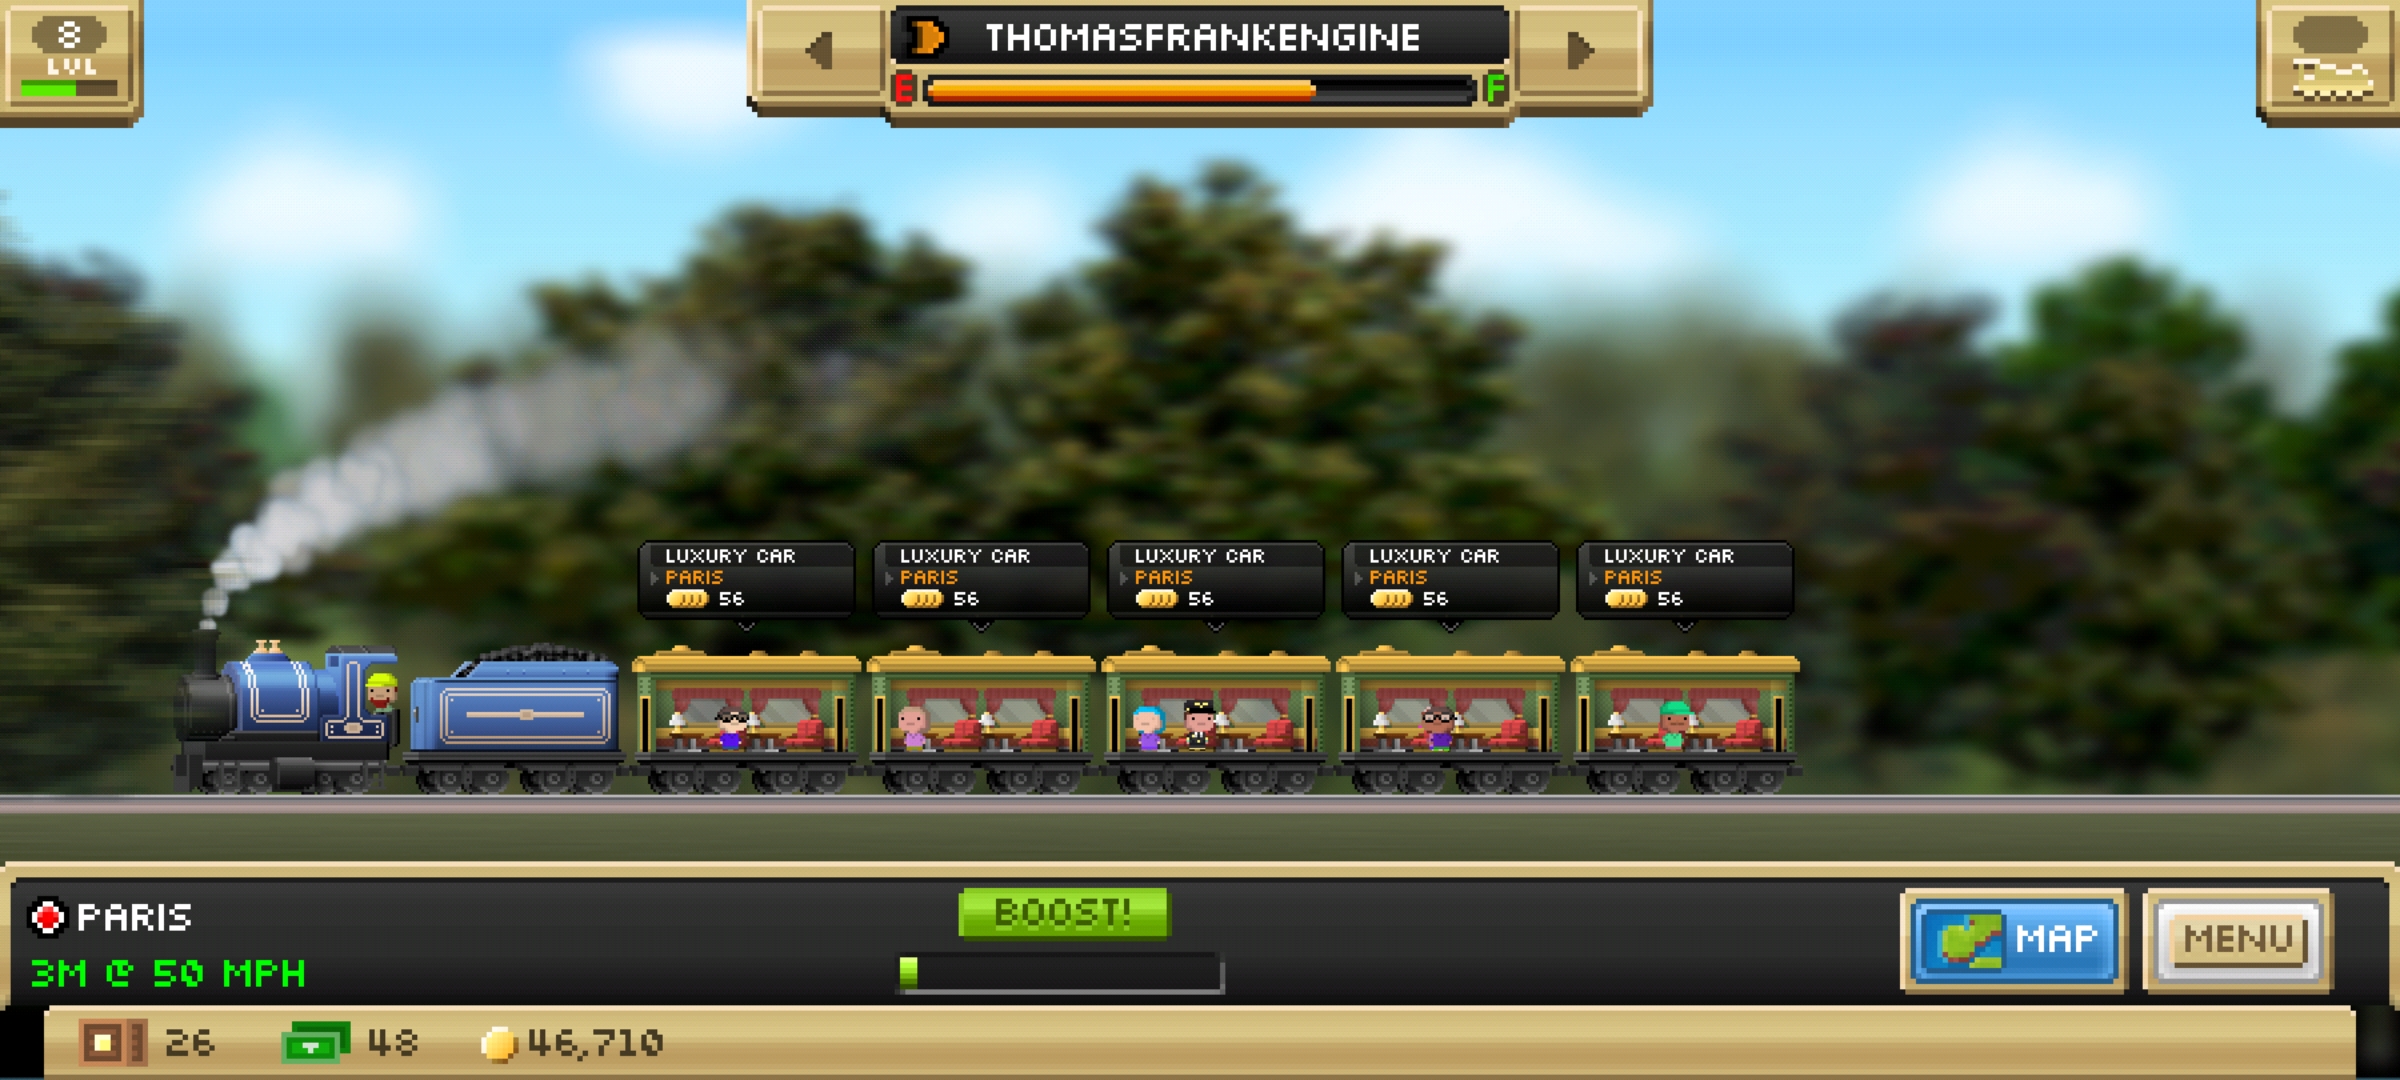 8
LVL
THOMASFRANKENGINE
E F
LUXURY CAR
PARIS
56
LUXURY CAR
PARIS
56
LUXURY CAR
PARIS
56
LUXURY CAR
PARIS
56
LUXURY CAR
PARIS
56
PARIS
3M @ 50 MPH
BOOST!
MAP
MENU
26
48
46,710